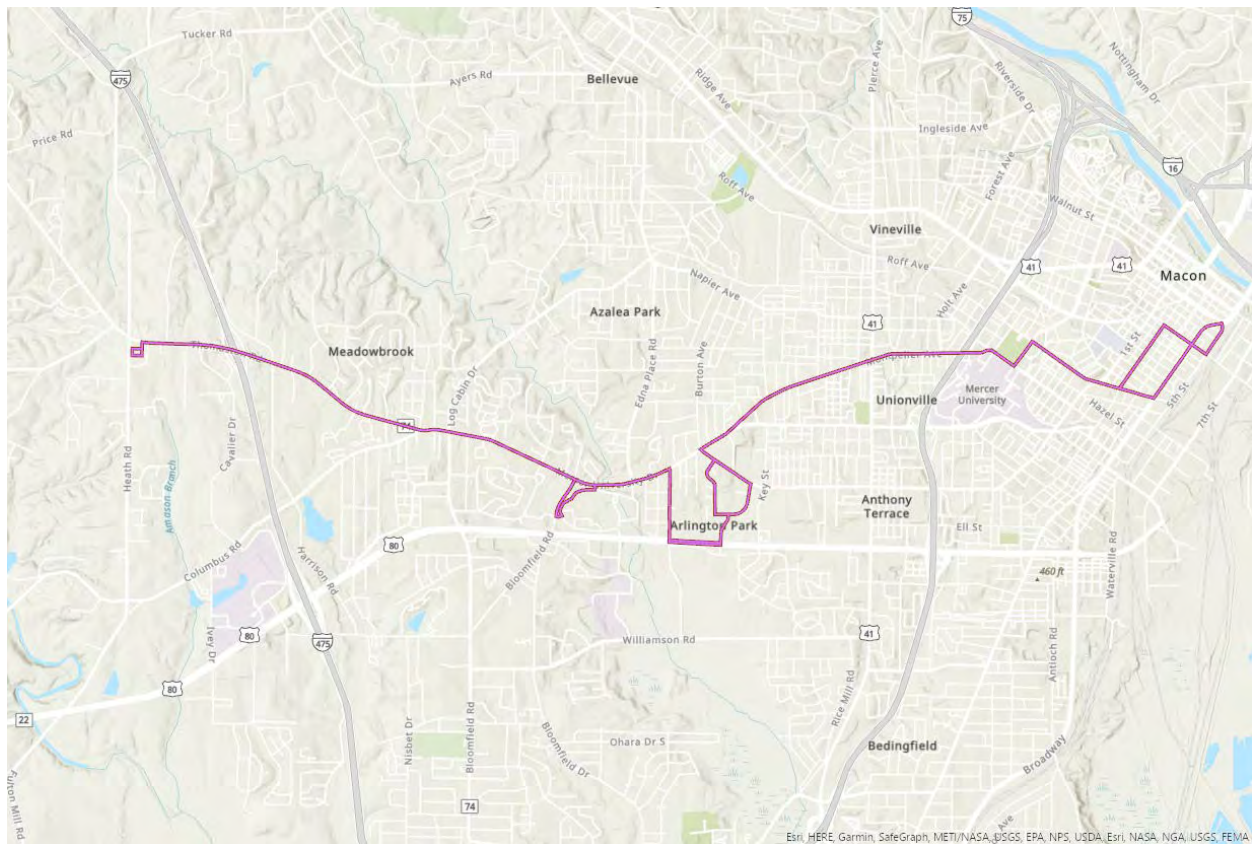 75
Tucker Rd
Nottingham Dr
Pierce Ave
Riverside Dr
475
Ayers Rd
Bellevue
Ridge Ave
Price Rd
Ingleside Ave
16
Forest Ave
Roff Ave
Walnut St
Vineville
Roff Ave
41
41
Macon
Napier Ave
Holt Ave
Azalea Park
41
Meadowbrook
1st St
Edna Place Rd
Burton Ave
Log Cabin Dr
Mercer
University
5th St
Unionville
Hazel St
7th St
74
Cavalier Dr
Heath Rd
Key St
Amason Branch
Anthony
Terrace
Arlington Park
Ell St
80
Bloomfield Rd
Columbus Rd
Harrison Rd
Waterville Rd
460 ft
80
475
Ivey Dr
Williamson Rd
41
Antioch Rd
80
22
Rice Mill Rd
Nisbet Dr
Bloomfield Rd
Bloomfield Dr
Ohara Dr S
Bedingfield
Broadway
Fulton Mill Rd
74
Esri, HERE, Garmin, SafeGraph, METI/NASA, USGS, EPA, NPS, USDA, Esri, NASA, NGA, USGS, FEMA